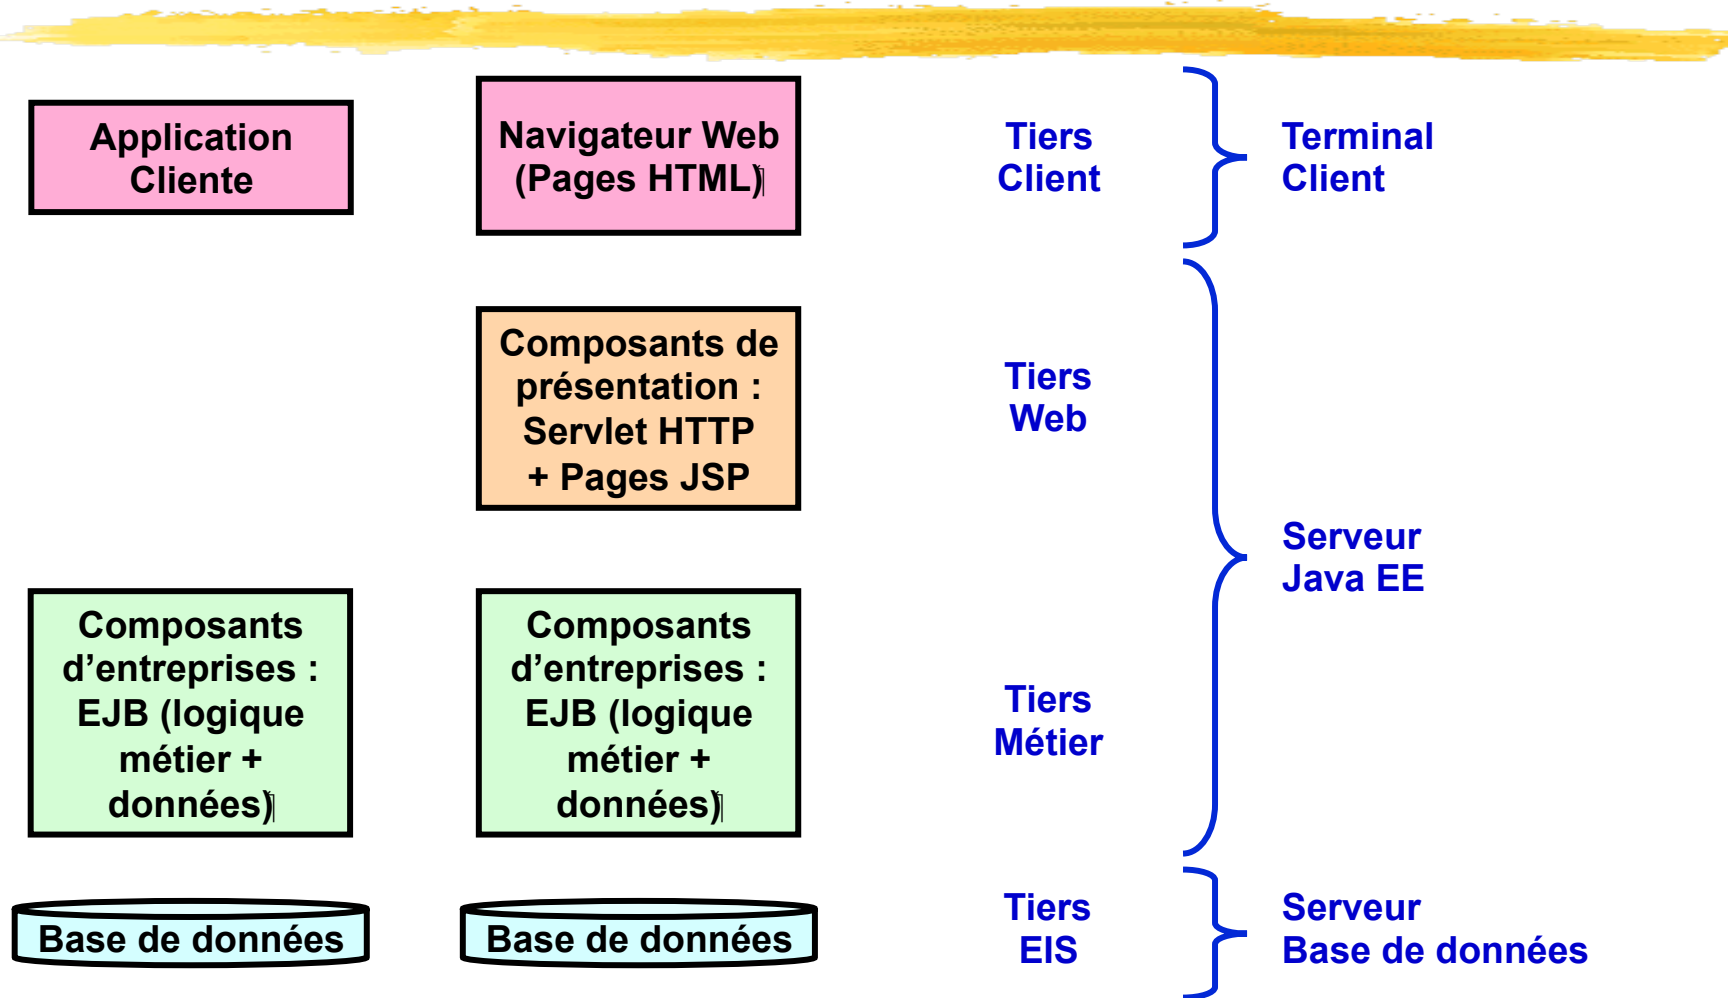 Application
Cliente
Navigateur Web
(Pages HTML)
Tiers
Client
Terminal
Client
Composants de
présentation :
Servlet HTTP
+ Pages JSP
Tiers
Web
Serveur
Java EE
Composants
d’entreprises :
EJB (logique
métier +
données)
Composants
d’entreprises :
EJB (logique
métier +
données)
Tiers
Métier
Base de données
Base de données
Tiers
EIS
Serveur
Base de données